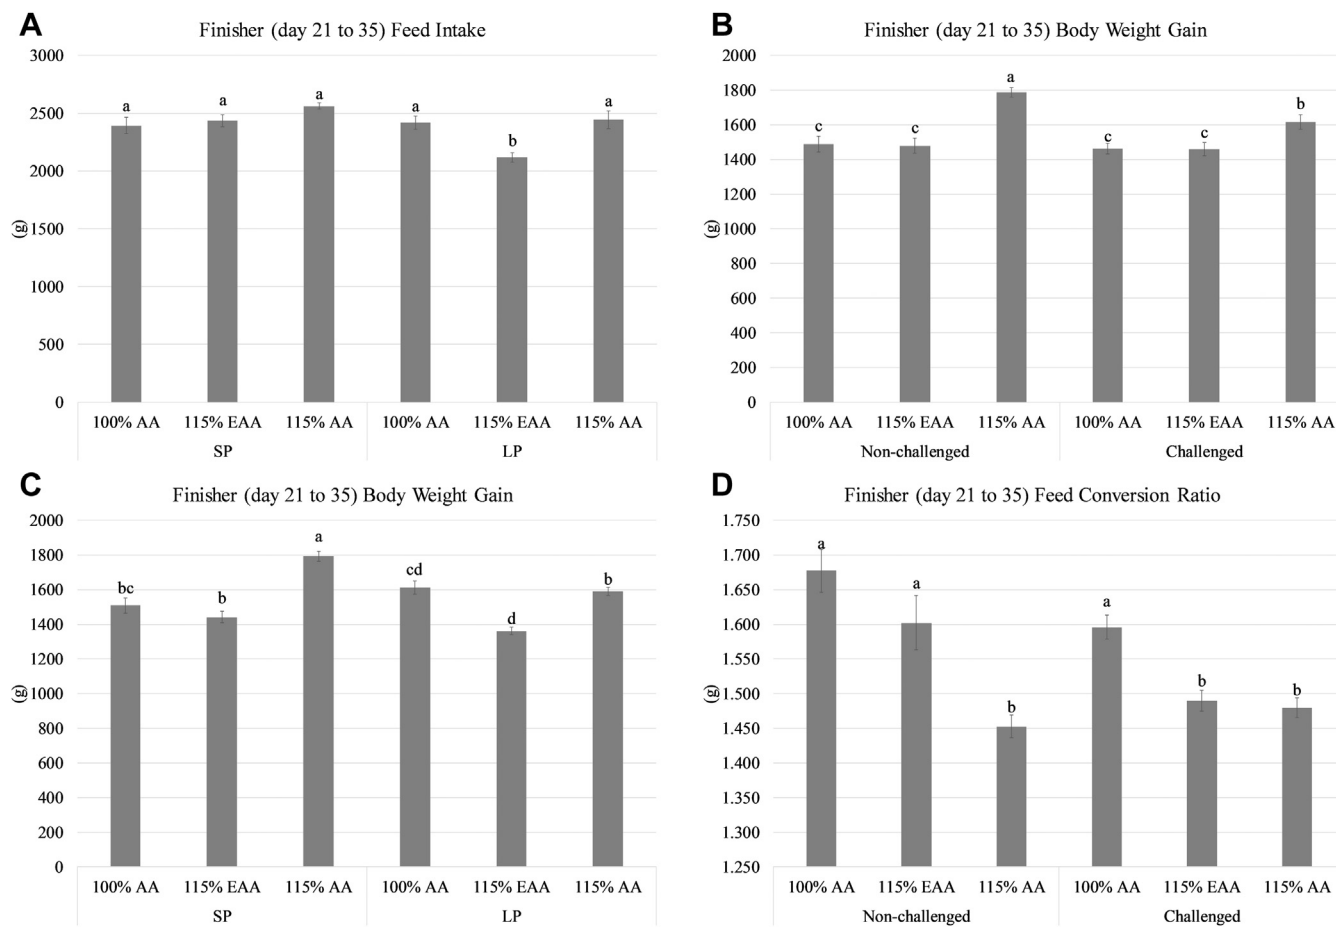 A
Finisher (day 21 to 35) Feed Intake
3000
2500
2000
1500
1000
500
0
(g)
a
a
a
a
b
a
100% AA 115% EAA 115% AA 100% AA 115% EAA 115% AA
SP LP
B
Finisher (day 21 to 35) Body Weight Gain
2000
1800
1600
1400
1200
1000
800
600
400
200
0
(g)
c
c
a
c
c
b
100% AA 115% EAA 115% AA 100% AA 115% EAA 115% AA
Non-challenged Challenged
C
Finisher (day 21 to 35) Body Weight Gain
2000
1800
1600
1400
1200
1000
800
600
400
200
0
(g)
bc
b
a
cd
d
b
100% AA 115% EAA 115% AA 100% AA 115% EAA 115% AA
SP LP
D
Finisher (day 21 to 35) Feed Conversion Ratio
1.750
1.700
1.650
1.600
1.550
1.500
1.450
1.400
1.350
1.300
1.250
(g)
a
a
b
a
b
b
100% AA 115% EAA 115% AA 100% AA 115% EAA 115% AA
Non-challenged Challenged